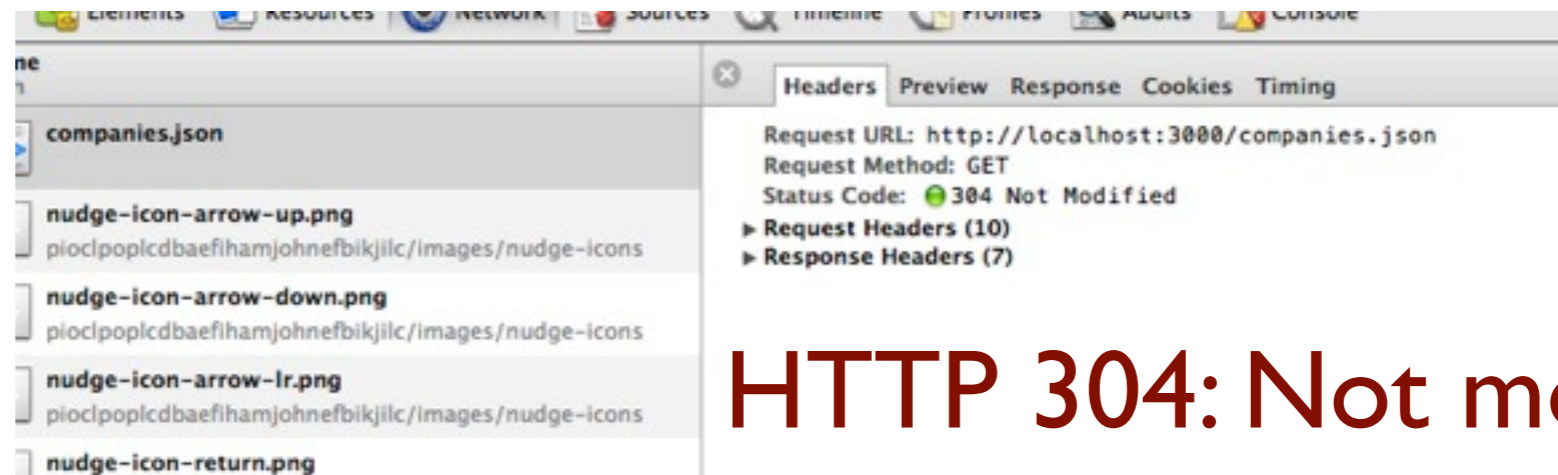 Elements Resources Network Sources Timeline Profiles Audits Console
me
companies.json
nudge-icon-arrow-up.png
pioclpoplcdbaefihamjohnefbikjilc/images/nudge-icons
nudge-icon-arrow-down.png
pioclpoplcdbaefihamjohnefbikjilc/images/nudge-icons
nudge-icon-arrow-lr.png
pioclpoplcdbaefihamjohnefbikjilc/images/nudge-icons
nudge-icon-return.png
Headers Preview Response Cookies Timing
Request URL: http://localhost:3000/companies.json
Request Method: GET
Status Code: 304 Not Modified
Request Headers (10)
Response Headers (7)
HTTP 304: Not mo